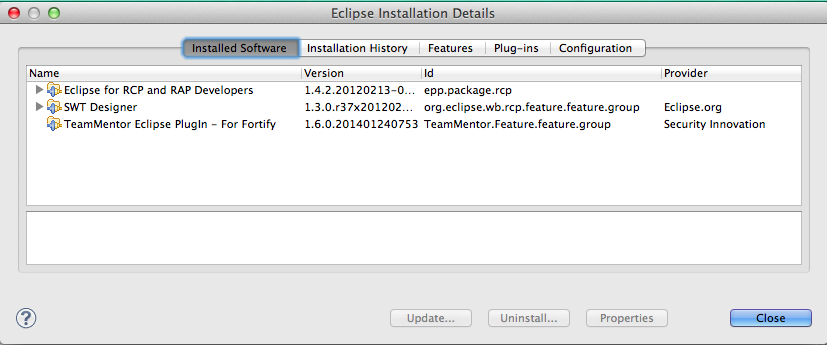 Eclipse Installation Details
Installed Software Installation History Features Plug-ins Configuration
Name Version Id Provider
Eclipse for RCP and RAP Developers 1.4.2.20120213-0... epp.package.rcp
SWT Designer 1.3.0.r37x201202... org.eclipse.wb.rcp.feature.feature.group Eclipse.org
TeamMentor Eclipse PlugIn - For Fortify 1.6.0.201401240753 TeamMentor.Feature.feature.group Security Innovation
? Update... Uninstall... Properties Close